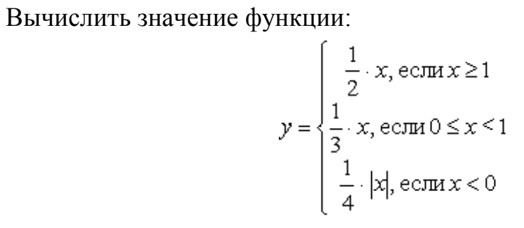 Вычислить значение функции:
1/2 · x, если x ≥ 1
y = { 1/3 · x, если 0 ≤ x < 1
1/4 · |x|, если x < 0